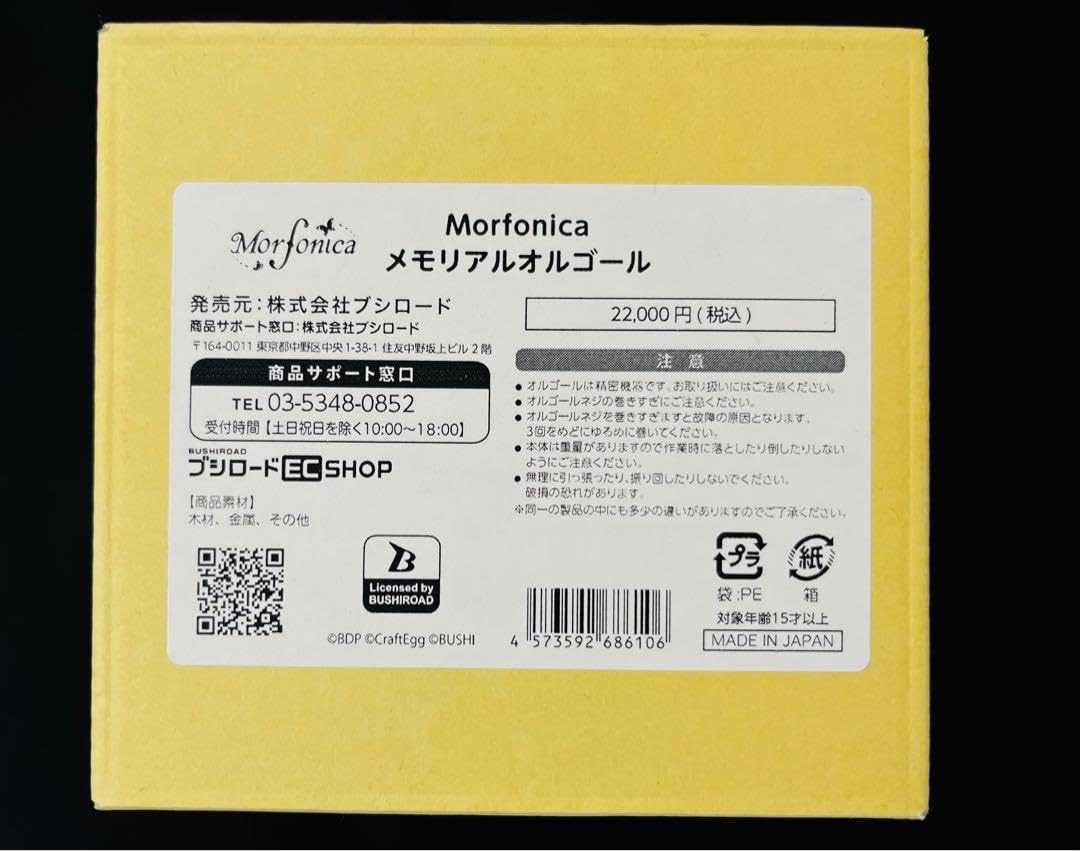 Morfonica
Morfonica
メモリアルオルゴール
発売元:株式会社ブシロード
商品サポート窓口:株式会社ブシロード
〒164-0011 東京都中野区中央1-38-1 住友中野坂上ビル2階
商品サポート窓口
TEL 03-5348-0852
受付時間【土日祝日を除く10:00〜18:00】
BUSHIROAD
ブシロード EC SHOP
【商品素材】
木材、金属、その他
B
Licensed by
BUSHIROAD
©BDP ©CraftEgg ©BUSHI
22,000円(税込)
注意
●オルゴールは精密機器です。お取り扱いにはご注意ください。
●オルゴールネジの巻きすぎにご注意ください。
●オルゴールネジを巻きすぎますと故障の原因となります。
3回をめどにゆるめに巻いてください。
●本体は重量がありますので作業時に落としたり倒したりしない
ようにご注意ください。
●無理に引っ張ったり、振り回したりしないでください。
破損の恐れがあります。
※同一の製品の中にも多少の違いがありますのでご了承ください。
プラ
袋:PE
紙
箱
対象年齢15才以上
MADE IN JAPAN
4 573592 686106